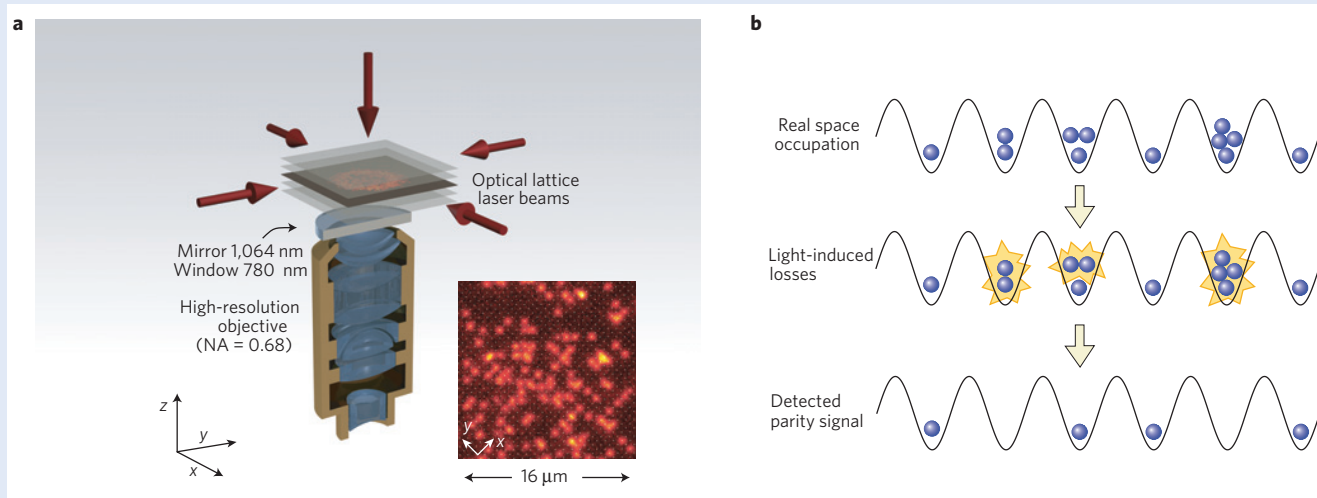 a
Optical lattice
laser beams
Mirror 1,064 nm
Window 780 nm
High-resolution
objective
(NA = 0.68)
z
y
x
y
x
16 μm
b
Real space
occupation
Light-induced
losses
Detected
parity signal